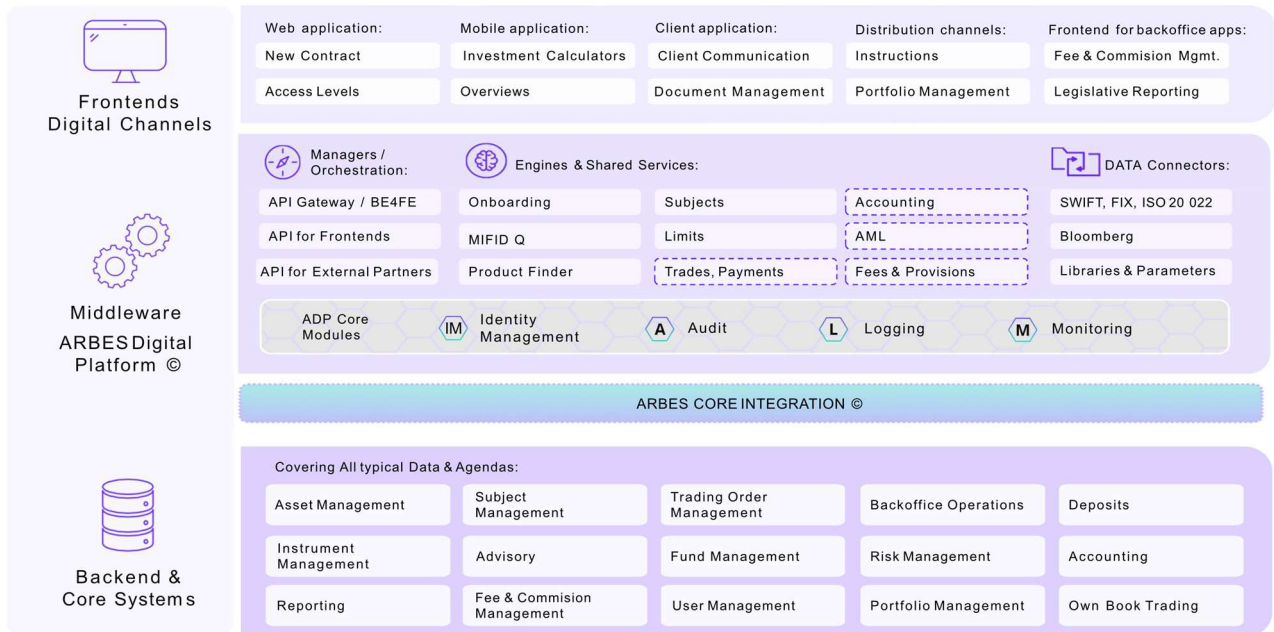 Frontends
Digital Channels
Web application:
New Contract
Access Levels
Mobile application:
Investment Calculators
Overviews
Client application:
Client Communication
Document Management
Distribution channels:
Instructions
Portfolio Management
Frontend for backoffice apps:
Fee & Commision Mgmt.
Legislative Reporting
Middleware
ARBES Digital
Platform ©
Managers /
Orchestration:
API Gateway / BE4FE
API for Frontends
API for External Partners
Engines & Shared Services:
Onboarding
MIFID Q
Product Finder
Subjects
Limits
Trades, Payments
Accounting
AML
Fees & Provisions
DATA Connectors:
SWIFT, FIX, ISO 20 022
Bloomberg
Libraries & Parameters
ADP Core
Modules
IM
Identity
Management
A
Audit
L
Logging
M
Monitoring
ARBES CORE INTEGRATION ©
Backend &
Core Systems
Covering All typical Data & Agendas:
Asset Management
Subject
Management
Trading Order
Management
Backoffice Operations
Deposits
Instrument
Management
Advisory
Fund Management
Risk Management
Accounting
Reporting
Fee & Commision
Management
User Management
Portfolio Management
Own Book Trading